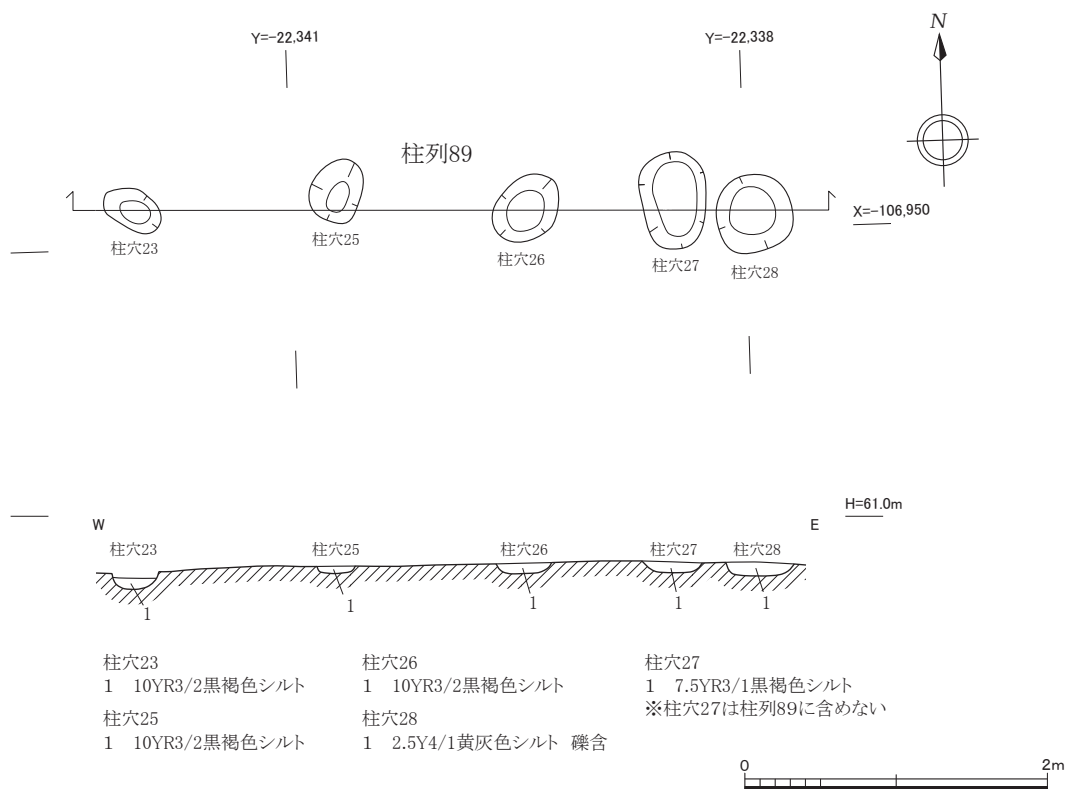 Y=-22,341
Y=-22,338
N
柱列89
X=-106,950
柱穴23
柱穴25
柱穴26
柱穴27
柱穴28
H=61.0m
W
E
柱穴23
柱穴25
柱穴26
柱穴27
柱穴28
1
1
1
1
1
柱穴23
1 10YR3/2黒褐色シルト
柱穴25
1 10YR3/2黒褐色シルト
柱穴26
1 10YR3/2黒褐色シルト
柱穴28
1 2.5Y4/1黄灰色シルト 礫含
柱穴27
1 7.5YR3/1黒褐色シルト
※柱穴27は柱列89に含めない
0
2m